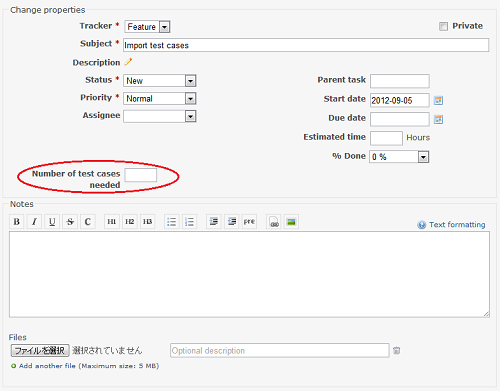 Change properties
Tracker * Feature Private
Subject * Import test cases
Description
Status * New Parent task
Priority * Normal Start date 2012-09-05
Assignee Due date
Estimated time Hours
% Done 0 %
Number of test cases
needed
Notes
B I U S C H1 H2 H3 pre Text formatting
Files
ファイルを選択 選択されていません Optional description
Add another file (Maximum size: 5 MB)